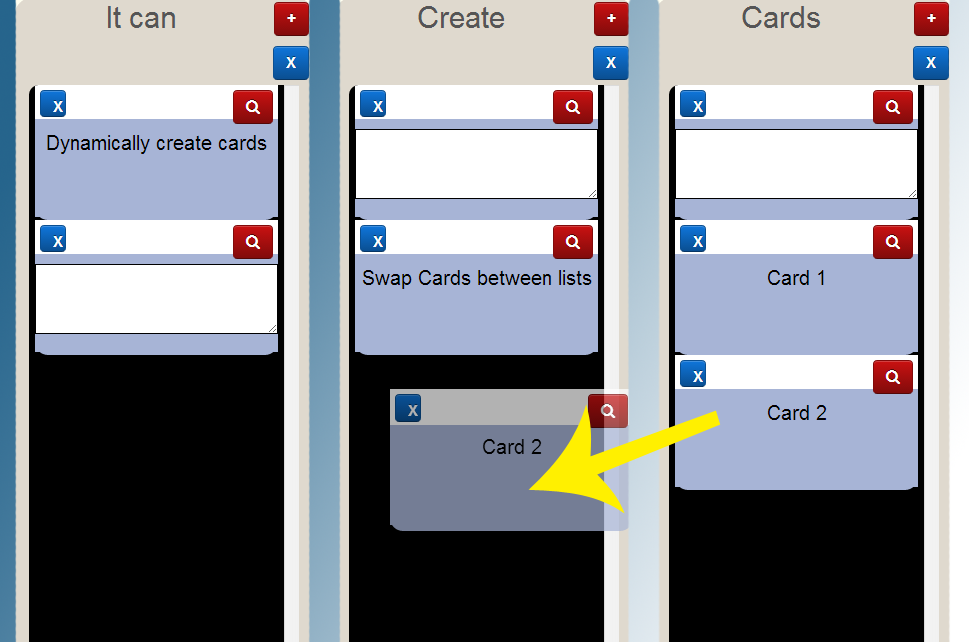 It can
+
X
X
Dynamically create cards
X
Create
+
X
X
X
Swap Cards between lists
X
Card 2
Cards
+
X
X
X
Card 1
X
Card 2